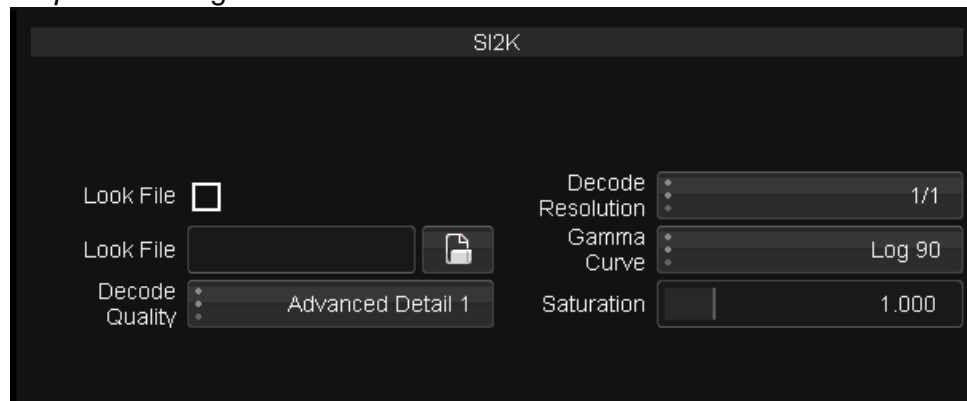 SI2K
Look File
Look File
Decode
Quality
Advanced Detail 1
Decode
Resolution
1/1
Gamma
Curve
Log 90
Saturation
1.000